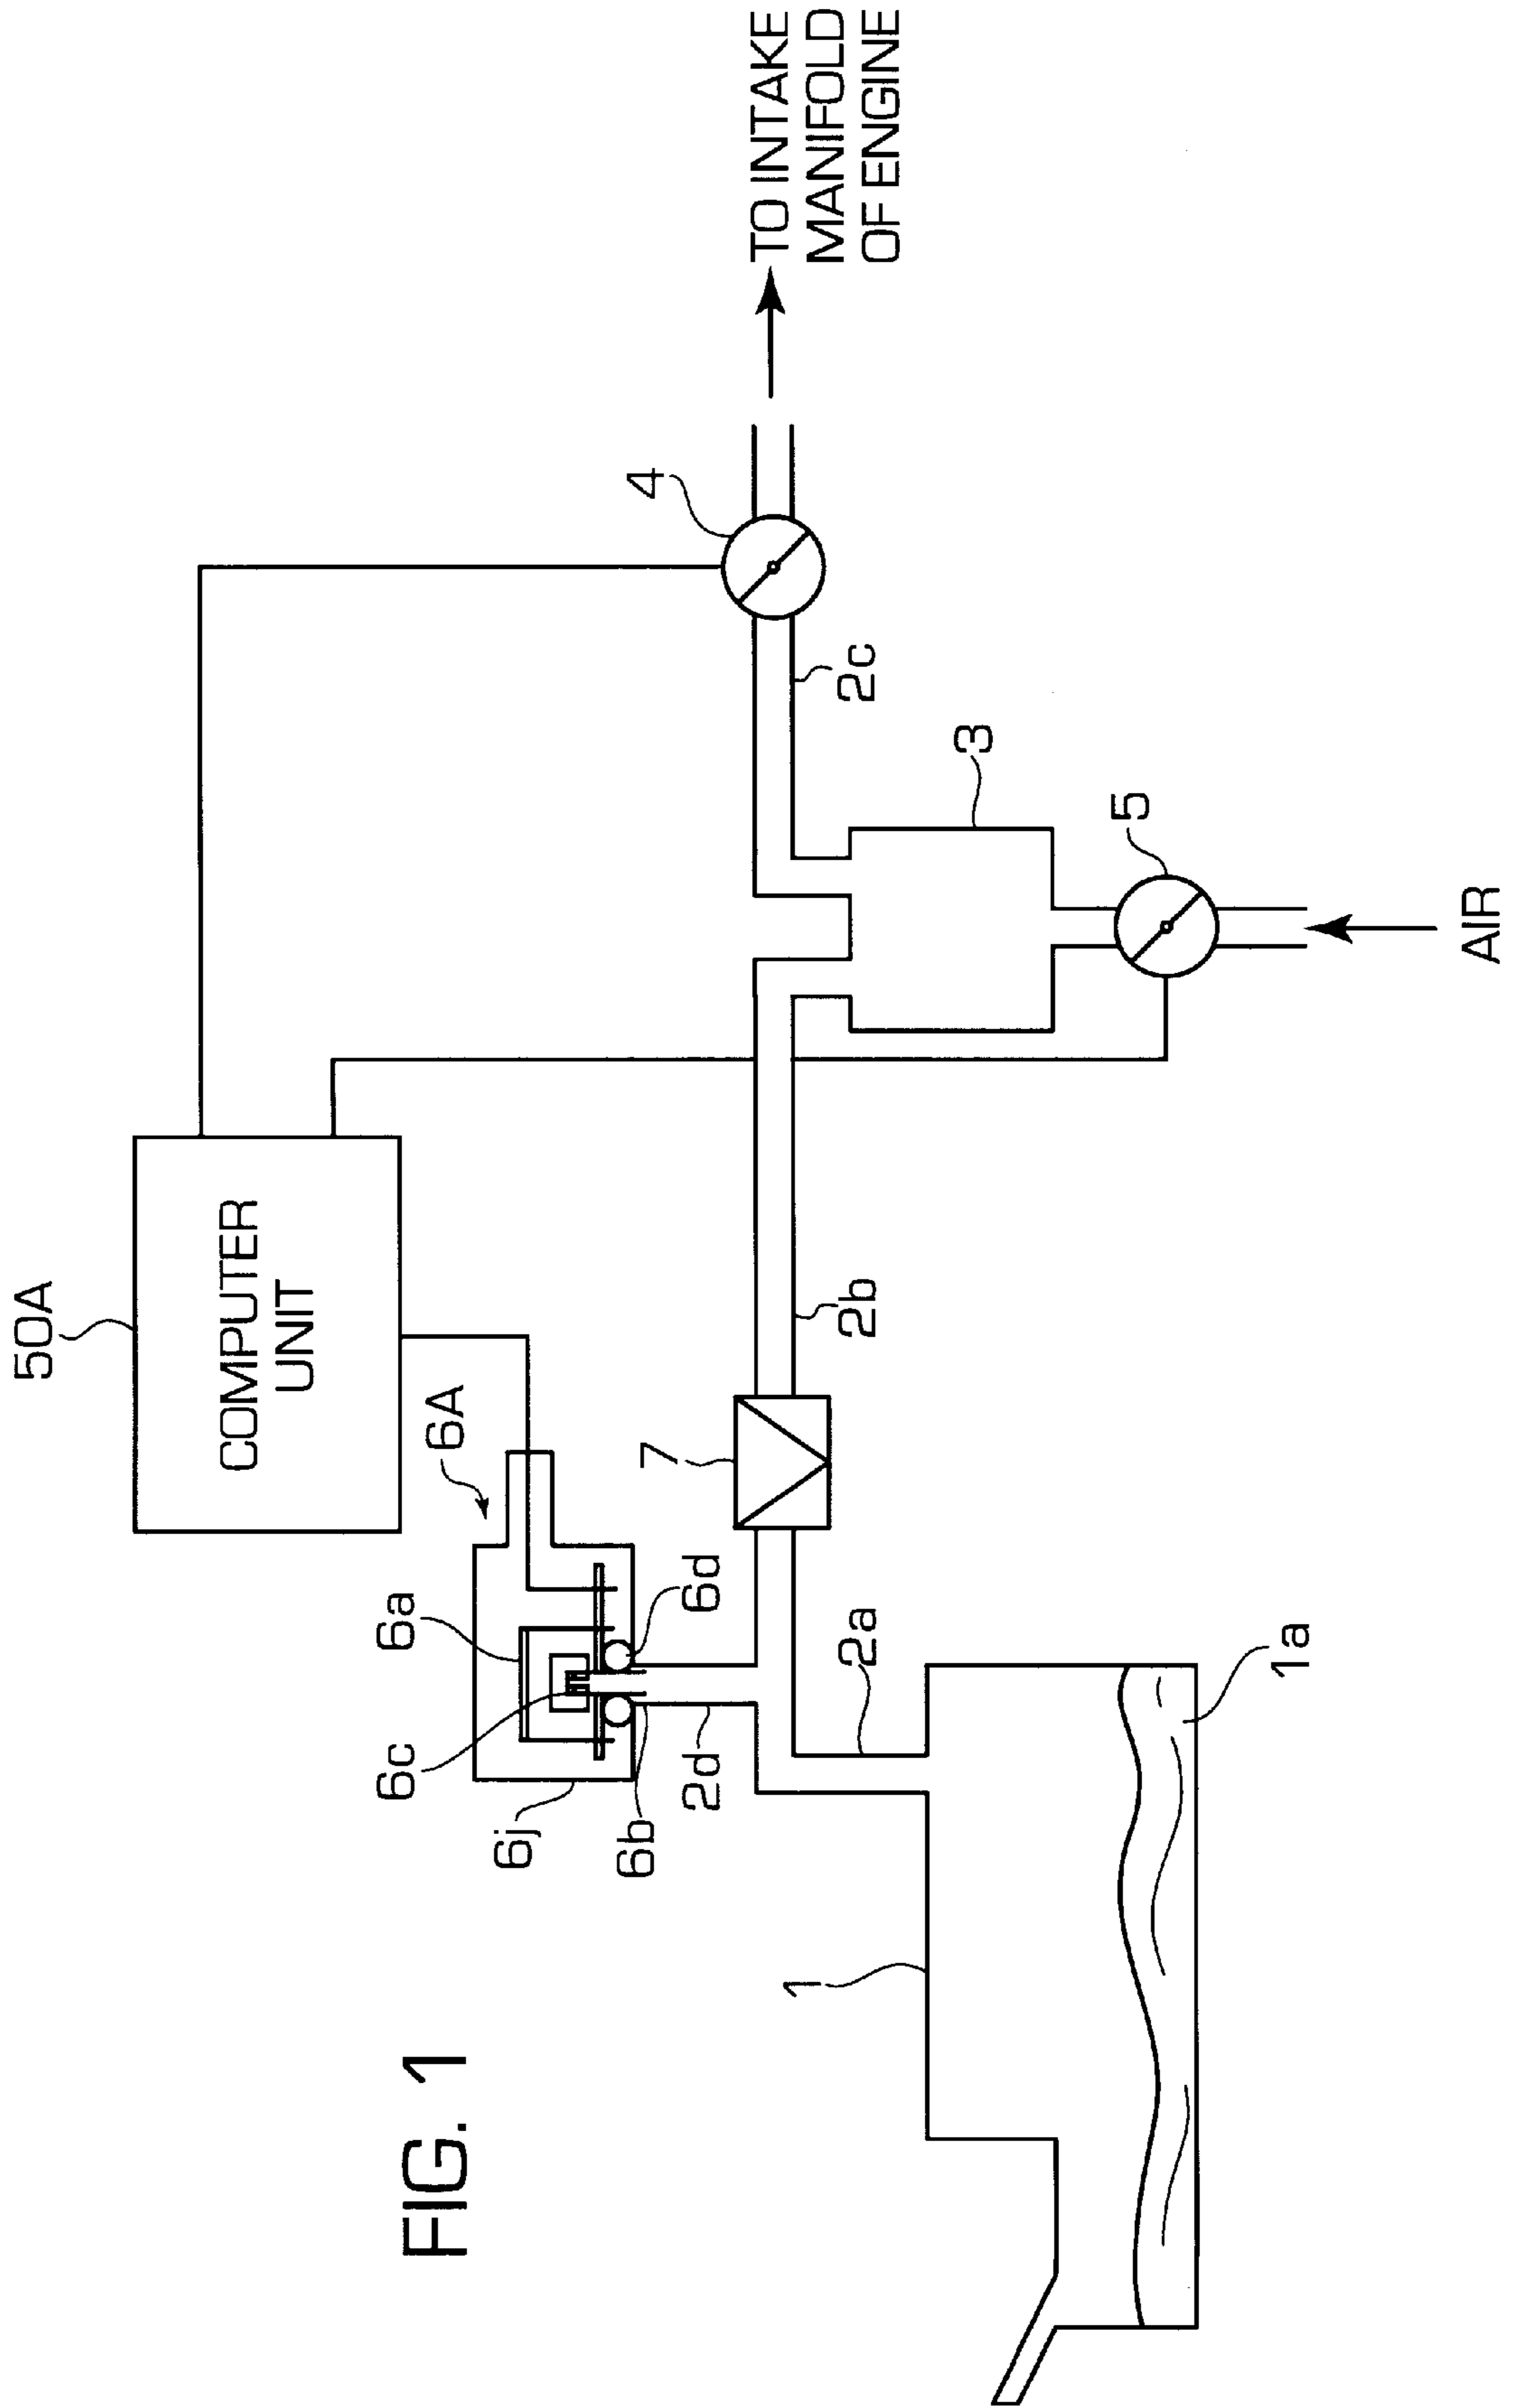 FIG. 1
50A
COMPUTER
UNIT
6A
6a
6c
6j
6b
6d
2d
2a
7
2b
2c
4
TO INTAKE
MANIFOLD
OF ENGINE
3
5
AIR
1
1a